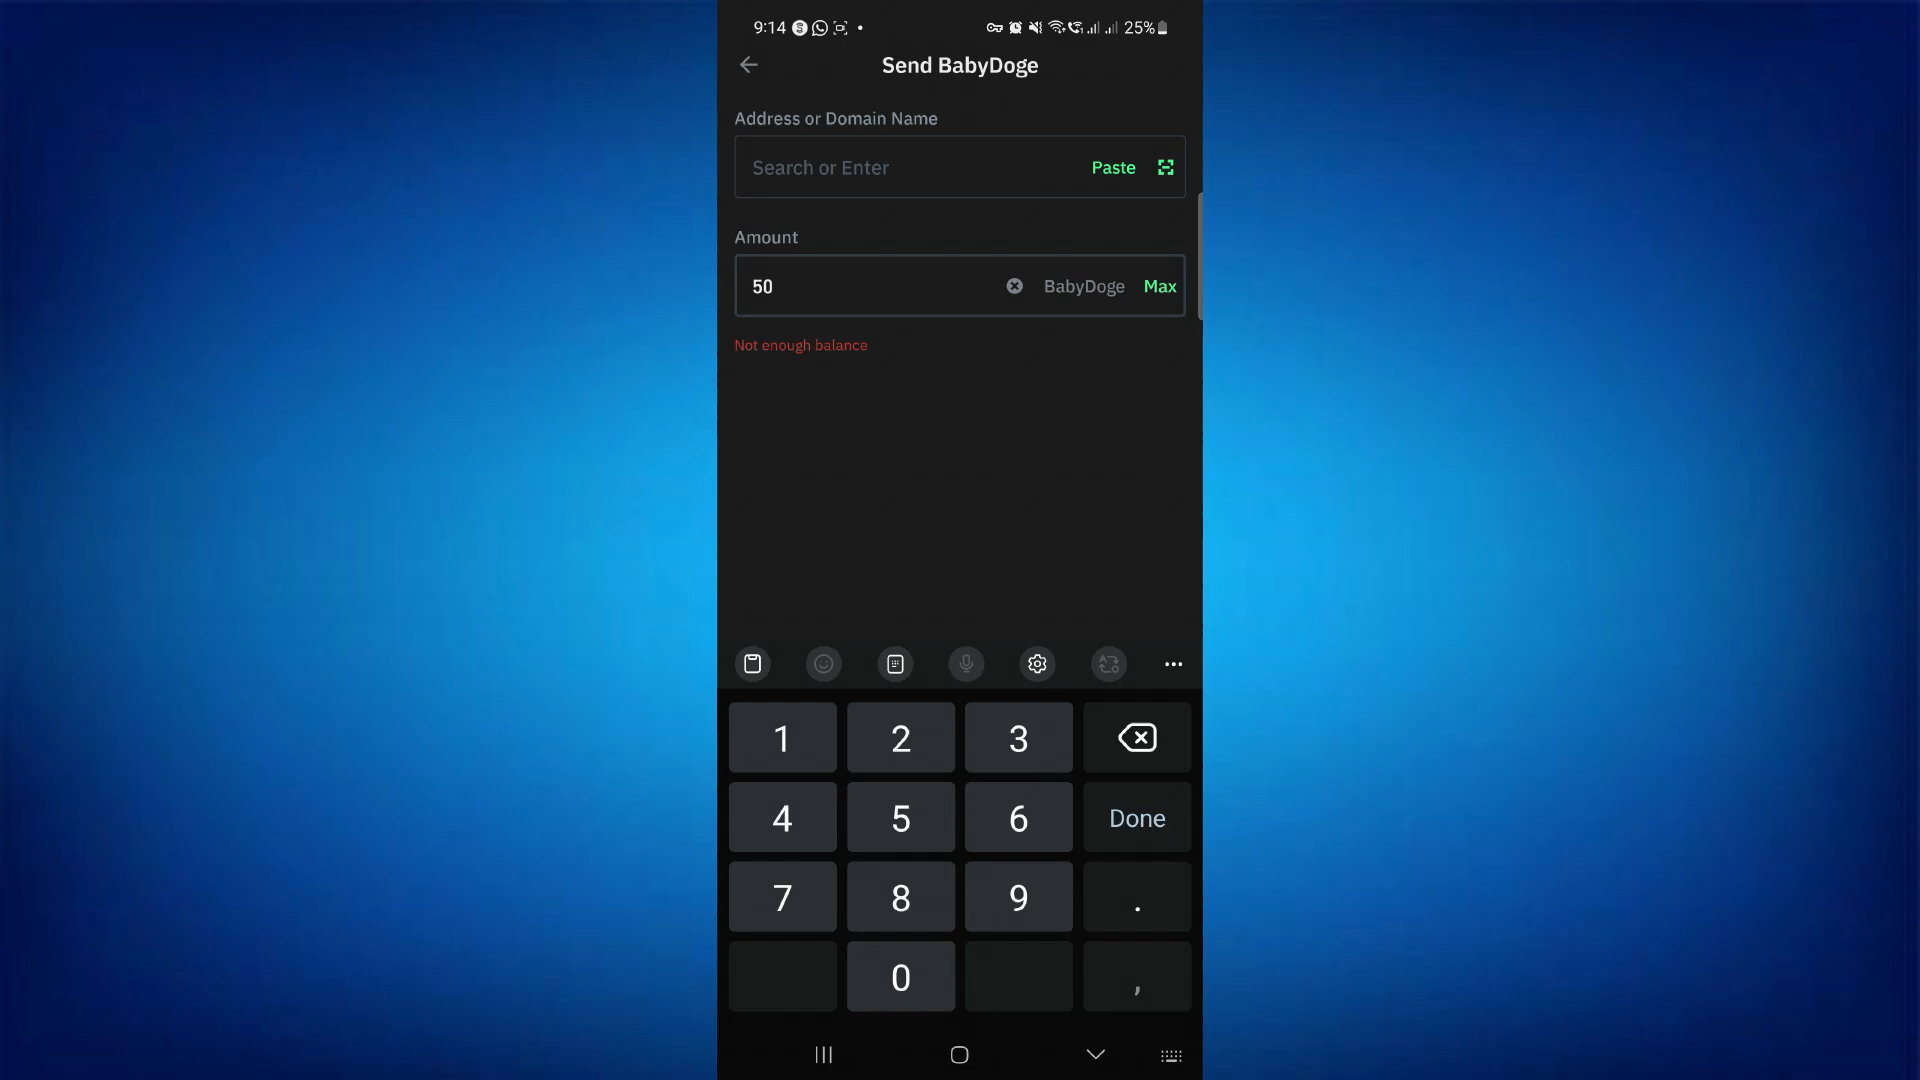 9:14 25%
Send BabyDoge
Address or Domain Name
Search or Enter Paste
Amount
50 BabyDoge Max
Not enough balance
1 2 3
4 5 6 Done
7 8 9 .
0 ,